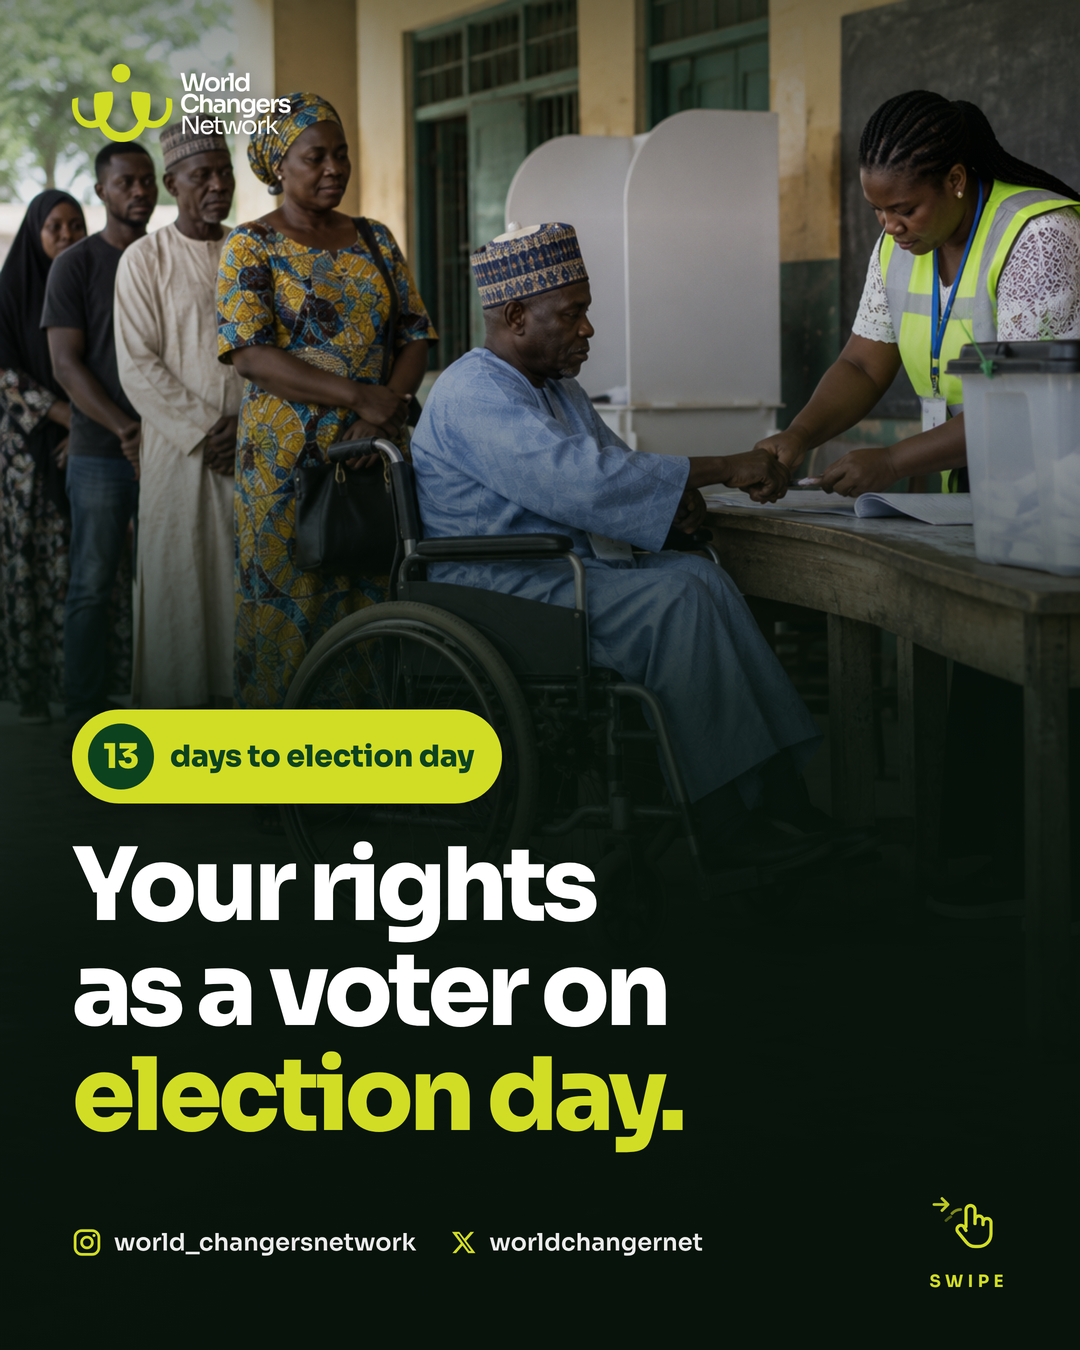 World
Changers
Network
13 days to election day
Your rights
as a voter on
election day.
world_changersnetwork worldchangernet
SWIPE